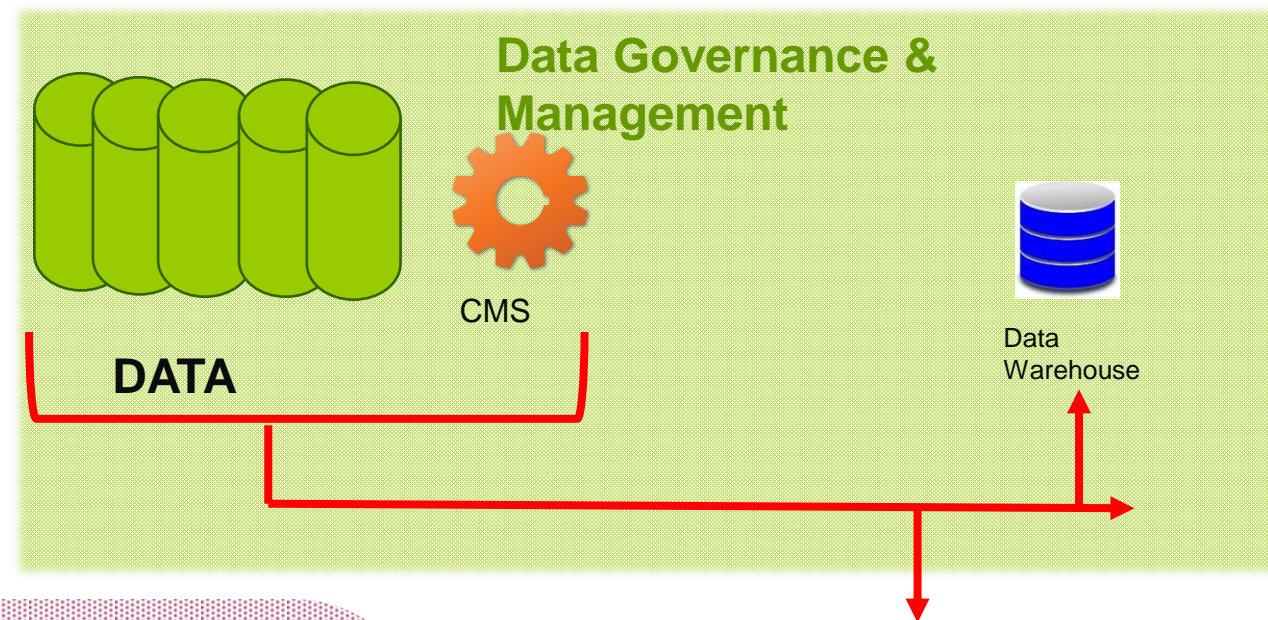 Data Governance &
Management
CMS
DATA
Data
Warehouse